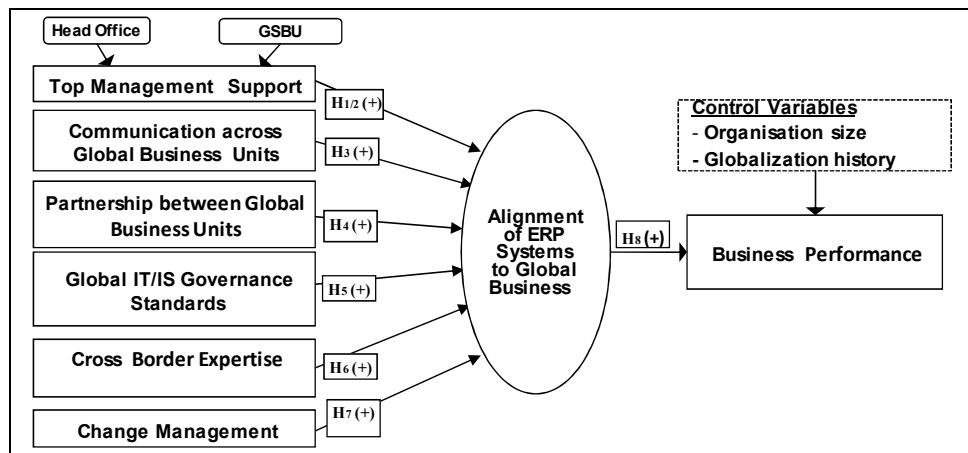 Head Office
GSBU
Top Management Support
H1/2 (+)
Communication across
Global Business Units
H3 (+)
Partnership between Global
Business Units
H4 (+)
Global IT/IS Governance
Standards
H5 (+)
Cross Border Expertise
H6 (+)
Change Management
H7 (+)
Alignment
of ERP
Systems
to Global
Business
H8 (+)
Control Variables
- Organisation size
- Globalization history
Business Performance